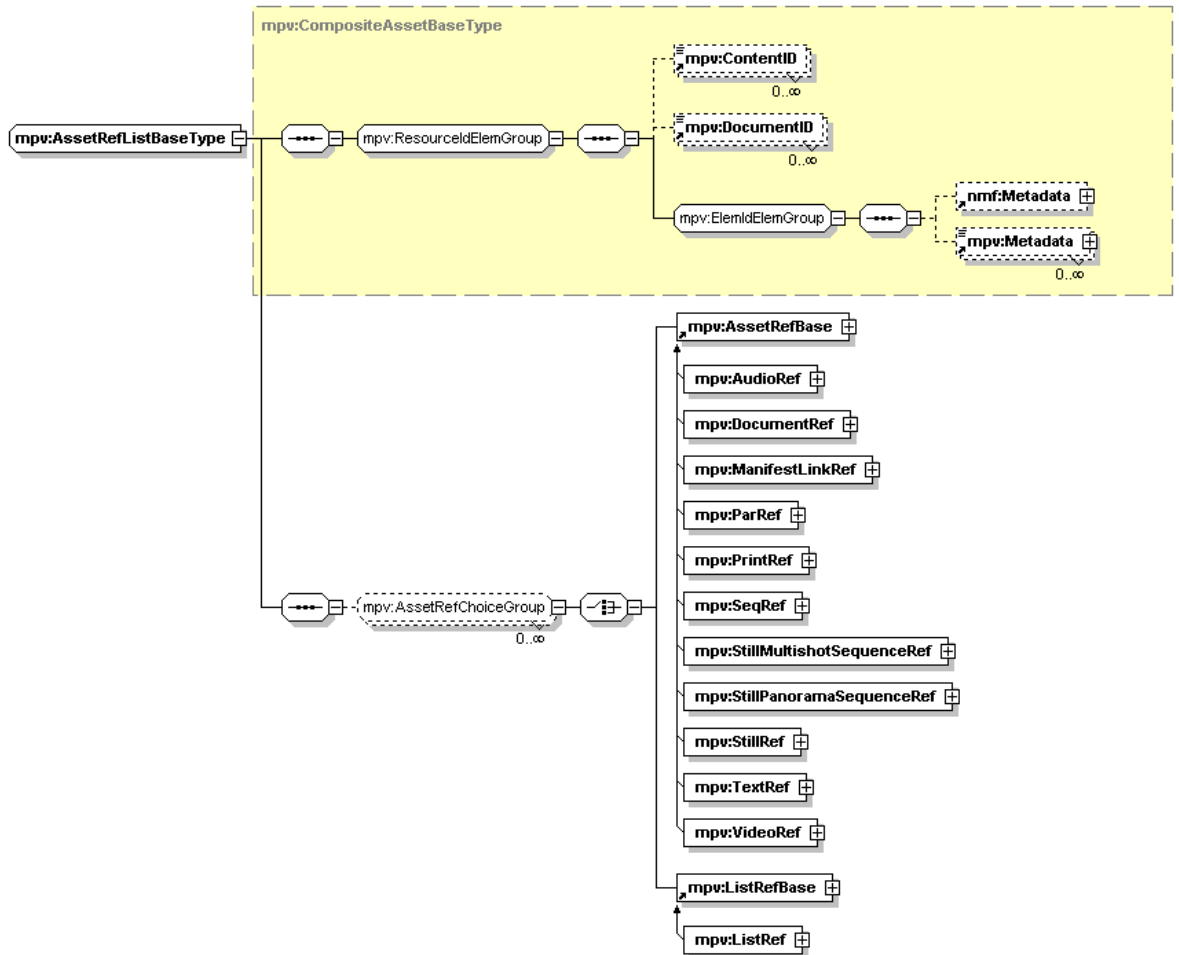 mpv:CompositeAssetBaseType
mpv:ContentID
0..∞
mpv:AssetRefListBaseType
mpv:ResourceIdElemGroup
mpv:DocumentID
0..∞
mpv:ElemIdElemGroup
nmf:Metadata
mpv:Metadata
0..∞
mpv:AssetRefBase
mpv:AudioRef
mpv:DocumentRef
mpv:ManifestLinkRef
mpv:ParRef
mpv:PrintRef
mpv:AssetRefChoiceGroup
0..∞
mpv:SeqRef
mpv:StillMultishotSequenceRef
mpv:StillPanoramaSequenceRef
mpv:StillRef
mpv:TextRef
mpv:VideoRef
mpv:ListRefBase
mpv:ListRef